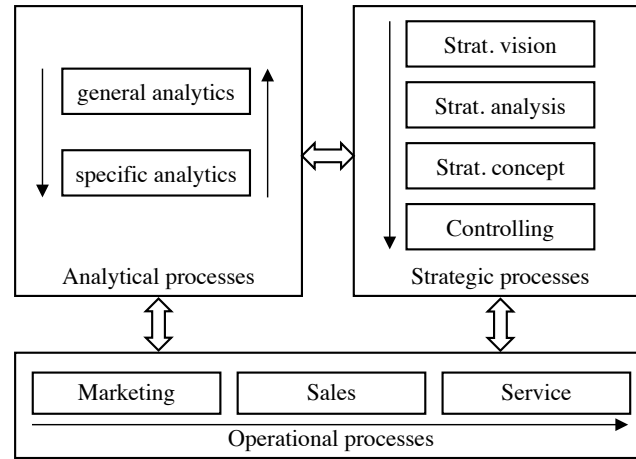 general analytics
specific analytics
Analytical processes
Strat. vision
Strat. analysis
Strat. concept
Controlling
Strategic processes
Marketing
Sales
Service
Operational processes